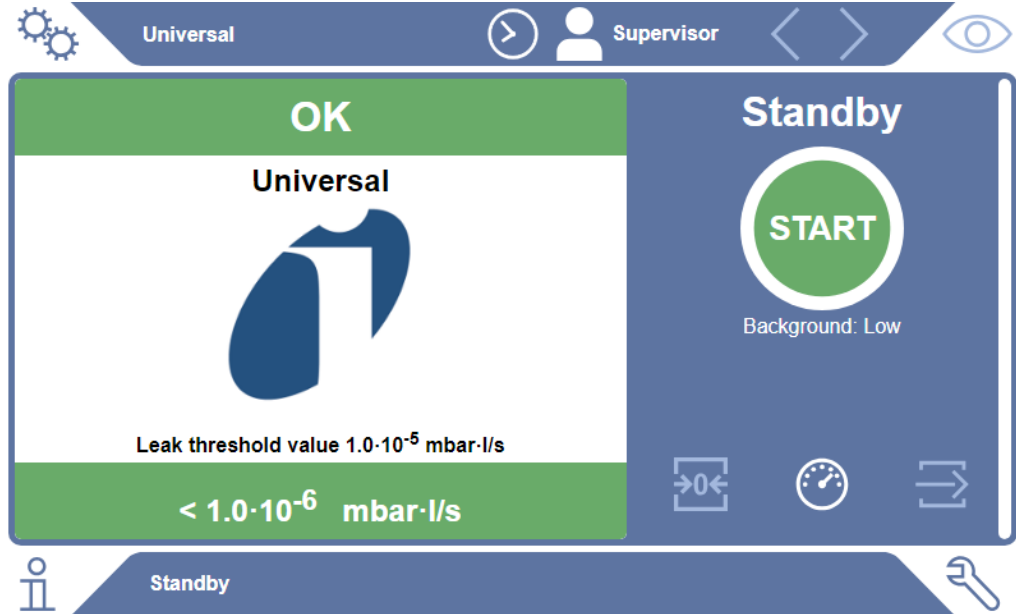 Universal
Supervisor
OK
Universal
Leak threshold value 1.0·10⁻⁵ mbar·l/s
< 1.0·10⁻⁶ mbar·l/s
Standby
START
Background: Low
→0←
Standby